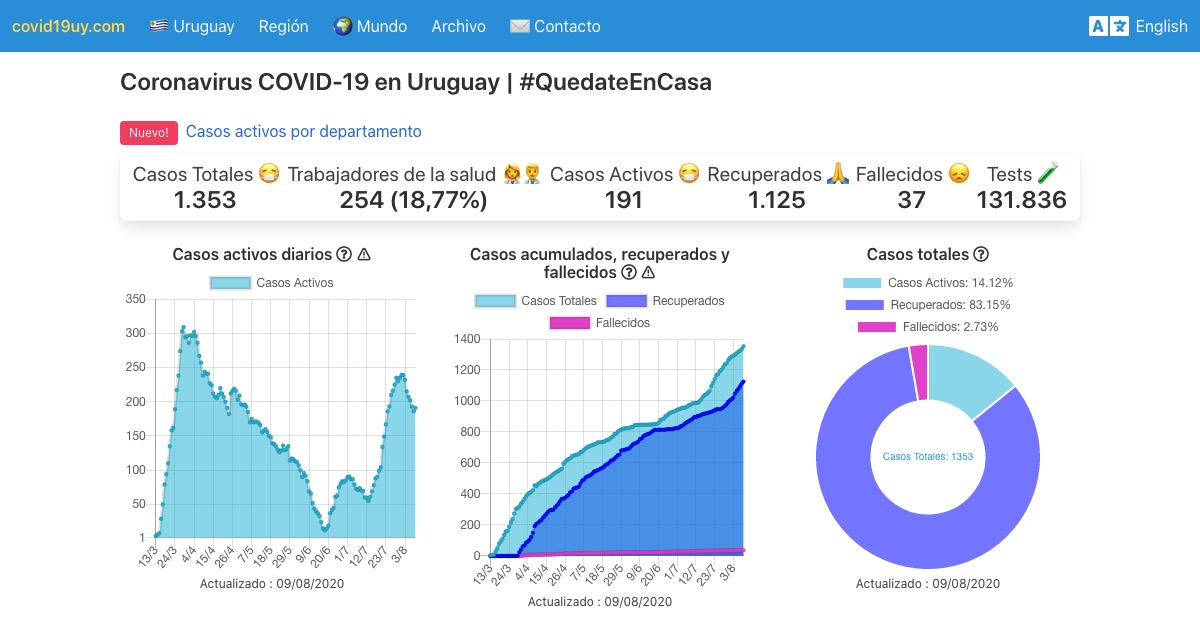 covid19uy.com Uruguay Región Mundo Archivo Contacto A 文 English
Coronavirus COVID-19 en Uruguay | #QuedateEnCasa
Nuevo! Casos activos por departamento
Casos Totales Trabajadores de la salud Casos Activos Recuperados Fallecidos Tests
1.353 254 (18,77%) 191 1.125 37 131.836
Casos activos diarios
Casos Activos
350
300
250
200
150
100
50
1
13/3 24/3 4/4 15/4 26/4 7/5 18/5 29/5 9/6 20/6 1/7 12/7 23/7 3/8
Actualizado : 09/08/2020
Casos acumulados, recuperados y
fallecidos
Casos Totales Recuperados
Fallecidos
1400
1200
1000
800
600
400
200
0
13/3 24/3 4/4 15/4 26/4 7/5 18/5 29/5 9/6 20/6 1/7 12/7 23/7 3/8
Actualizado : 09/08/2020
Casos totales
Casos Activos: 14.12%
Recuperados: 83.15%
Fallecidos: 2.73%
Casos Totales: 1353
Actualizado : 09/08/2020